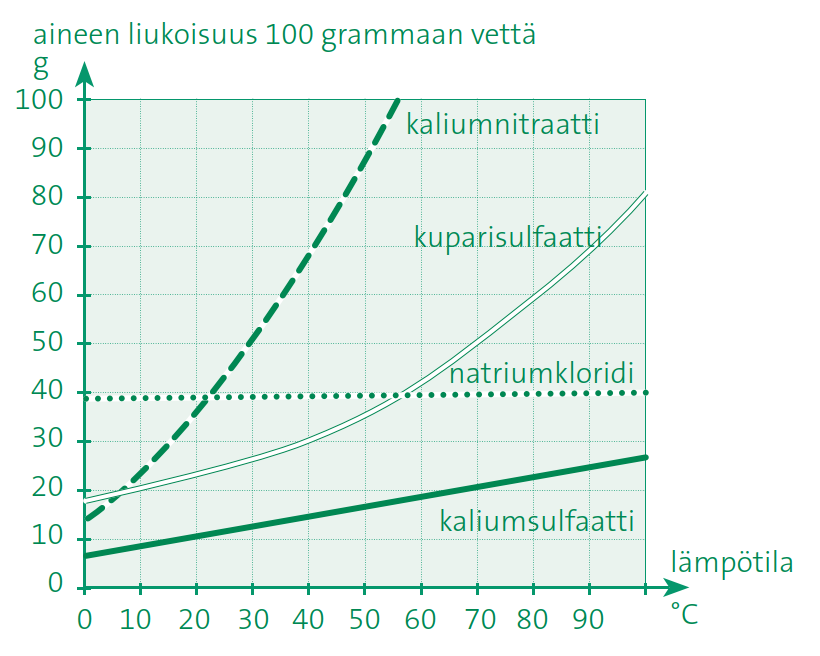 aineen liukoisuus 100 grammaan vettä
g
100
90
80
70
60
50
40
30
20
10
0
kaliumnitraatti
kuparisulfaatti
natriumkloridi
kaliumsulfaatti
lämpötila
°C
0 10 20 30 40 50 60 70 80 90